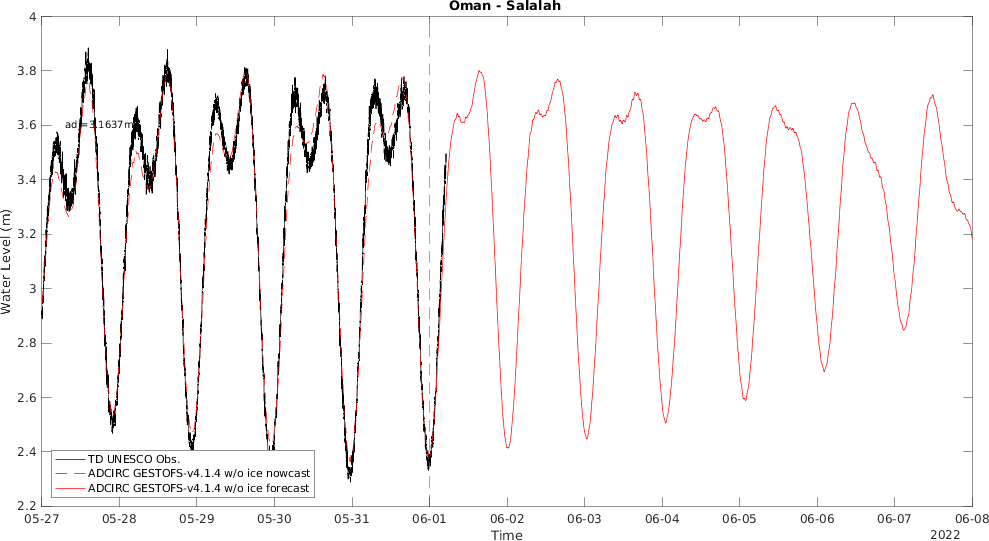 Oman - Salalah
4
3.8
3.6
3.4
3.2
3
2.8
2.6
2.4
2.2
Water Level (m)
adj=3.1637m
TD UNESCO Obs.
ADCIRC GESTOFS-v4.1.4 w/o ice nowcast
ADCIRC GESTOFS-v4.1.4 w/o ice forecast
05-27 05-28 05-29 05-30 05-31 06-01 06-02 06-03 06-04 06-05 06-06 06-07 06-08
Time
2022